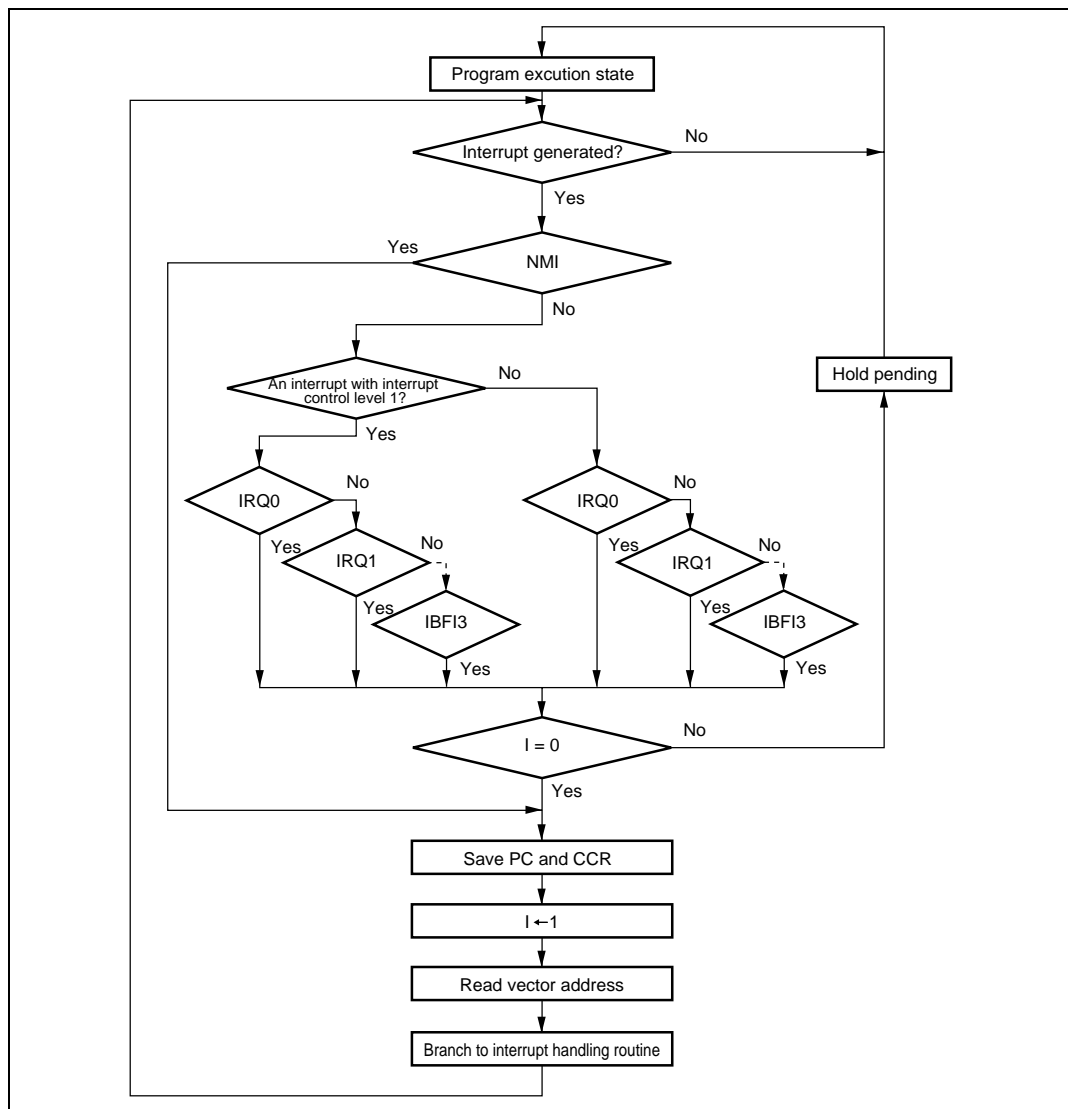 Program excution state
Interrupt generated?
No
Yes
Yes
NMI
No
An interrupt with interrupt
control level 1?
No
Hold pending
Yes
IRQ0
No
IRQ0
No
Yes
IRQ1
No
Yes
IRQ1
No
Yes
IBFI3
Yes
IBFI3
Yes
Yes
I = 0
No
Yes
Save PC and CCR
I ←1
Read vector address
Branch to interrupt handling routine